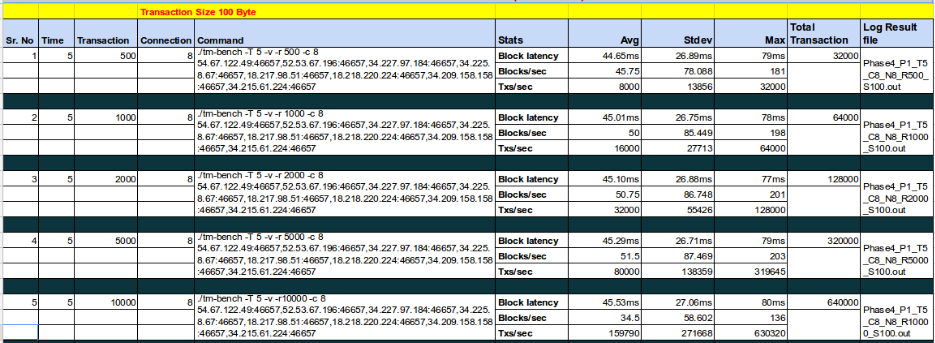 Transaction Size 100 Byte
Sr. No Time Transaction Connection Command Stats Avg Stdev Max Total Transaction Log Result file
1 5 500 8 ./tm-bench -T 5 -v -r 500 -c 8
54.67.122.49:46657,52.53.67.196:46657,34.227.97.184:46657,34.225.
8.67:46657,18.217.98.51:46657,18.218.220.224:46657,34.209.158.158
:46657,34.215.61.224:46657
Block latency 44.65ms 26.89ms 79ms 32000
Blocks/sec 45.75 78.088 181
Txs/sec 8000 13856 32000
Phase4_P1_T5
_C8_N8_R500_
S100.out
2 5 1000 8 ./tm-bench -T 5 -v -r 1000 -c 8
54.67.122.49:46657,52.53.67.196:46657,34.227.97.184:46657,34.225.
8.67:46657,18.217.98.51:46657,18.218.220.224:46657,34.209.158.158
:46657,34.215.61.224:46657
Block latency 45.01ms 26.75ms 78ms 64000
Blocks/sec 50 85.449 198
Txs/sec 16000 27713 64000
Phase4_P1_T5
_C8_N8_R1000
_S100.out
3 5 2000 8 ./tm-bench -T 5 -v -r 2000 -c 8
54.67.122.49:46657,52.53.67.196:46657,34.227.97.184:46657,34.225.
8.67:46657,18.217.98.51:46657,18.218.220.224:46657,34.209.158.158
:46657,34.215.61.224:46657
Block latency 45.10ms 26.88ms 77ms 128000
Blocks/sec 50.75 86.748 201
Txs/sec 32000 55426 128000
Phase4_P1_T5
_C8_N8_R2000
_S100.out
4 5 5000 8 ./tm-bench -T 5 -v -r 5000 -c 8
54.67.122.49:46657,52.53.67.196:46657,34.227.97.184:46657,34.225.
8.67:46657,18.217.98.51:46657,18.218.220.224:46657,34.209.158.158
:46657,34.215.61.224:46657
Block latency 45.29ms 26.71ms 79ms 320000
Blocks/sec 51.5 87.469 203
Txs/sec 80000 138359 319645
Phase4_P1_T5
_C8_N8_R5000
_S100.out
5 5 10000 8 ./tm-bench -T 5 -v -r10000 -c 8
54.67.122.49:46657,52.53.67.196:46657,34.227.97.184:46657,34.225.
8.67:46657,18.217.98.51:46657,18.218.220.224:46657,34.209.158.158
:46657,34.215.61.224:46657
Block latency 45.53ms 27.06ms 80ms 640000
Blocks/sec 34.5 58.602 136
Txs/sec 159790 271668 630320
Phase4_P1_T5
_C8_N8_R1000
0_S100.out